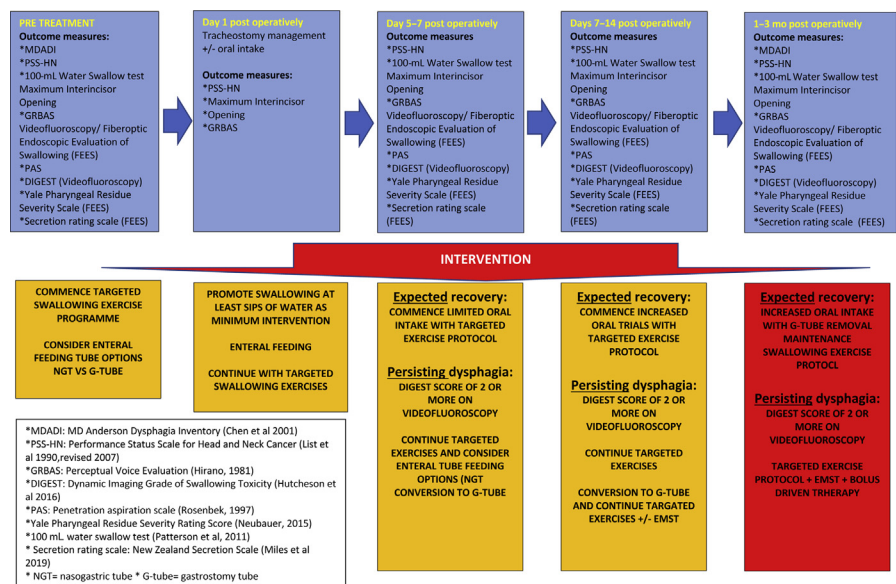 PRE TREATMENT
Outcome measures:
*MDADI
*PSS-HN
*100-mL Water Swallow test
Maximum Interincisor
Opening
*GRBAS
Videofluoroscopy/ Fiberoptic
Endoscopic Evaluation of
Swallowing (FEES)
*PAS
*DIGEST (Videofluoroscopy)
*Yale Pharyngeal Residue
Severity Scale (FEES)
*Secretion rating scale (FEES)
Day 1 post operatively
Tracheostomy management
+/- oral intake
Outcome measures:
*PSS-HN
*Maximum Interincisor
*Opening
*GRBAS
Day 5–7 post operatively
Outcome measures
*PSS-HN
*100-mL Water Swallow test
Maximum Interincisor
Opening
*GRBAS
Videofluoroscopy/ Fiberoptic
Endoscopic Evaluation of
Swallowing (FEES)
*PAS
*DIGEST (Videofluoroscopy)
*Yale Pharyngeal Residue
Severity Scale (FEES)
*Secretion rating scale
(FEES)
Days 7–14 post operatively
Outcome measures
*PSS-HN
*100-mL Water Swallow test
Maximum Interincisor
Opening
*GRBAS
Videofluoroscopy/ Fiberoptic
Endoscopic Evaluation of
Swallowing (FEES)
*PAS
*DIGEST (Videofluoroscopy)
*Yale Pharyngeal Residue
Severity Scale (FEES)
*Secretion rating scale
(FEES)
1–3 mo post operatively
Outcome measures:
*MDADI
*PSS-HN
*100-mL Water Swallow test
Maximum Interincisor
Opening
*GRBAS
Videofluoroscopy/ Fiberoptic
Endoscopic Evaluation of
Swallowing (FEES)
*PAS
*DIGEST (Videofluoroscopy)
*Yale Pharyngeal Residue
Severity Scale (FEES)
*Secretion rating scale (FEES)
INTERVENTION
COMMENCE TARGETED
SWALLOWING EXERCISE
PROGRAMME
CONSIDER ENTERAL
FEEDING TUBE OPTIONS
NGT VS G-TUBE
PROMOTE SWALLOWING AT
LEAST SIPS OF WATER AS
MINIMUM INTERVENTION
ENTERAL FEEDING
CONTINUE WITH TARGETED
SWALLOWING EXERCISES
Expected recovery:
COMMENCE LIMITED ORAL
INTAKE WITH TARGETED
EXERCISE PROTOCOL
Persisting dysphagia:
DIGEST SCORE OF 2 OR
MORE ON
VIDEOFLUOROSCOPY
CONTINUE TARGETED
EXERCISES AND CONSIDER
ENTERAL TUBE FEEDING
OPTIONS (NGT
CONVERSION TO G-TUBE
Expected recovery:
COMMENCE INCREASED
ORAL TRIALS WITH
TARGETED EXERCISE
PROTOCOL
Persisting dysphagia:
DIGEST SCORE OF 2 OR
MORE ON
VIDEOFLUOROSCOPY
CONTINUE TARGETED
EXERCISES
CONVERSION TO G-TUBE
AND CONTINUE TARGATED
EXERCISES +/- EMST
Expected recovery:
INCREASED ORAL INTAKE
WITH G-TUBE REMOVAL
MAINTENANCE
SWALLOWING EXERCISE
PROTOCL
Persisting dysphagia:
DIGEST SCORE OF 2 OR
MORE ON
VIDEOFLUOROSCOPY
TARGETED EXERCISE
PROTOCOL + EMST + BOLUS
DRIVEN TRHERAPY
*MDADI: MD Anderson Dysphagia Inventory (Chen et al 2001)
*PSS-HN: Performance Status Scale for Head and Neck Cancer (List
et al 1990,revised 2007)
*GRBAS: Perceptual Voice Evaluation (Hirano, 1981)
*DIGEST: Dynamic Imaging Grade of Swallowing Toxicity (Hutcheson et
al 2016)
*PAS: Penetration aspiration scale (Rosenbek, 1997)
*Yale Pharyngeal Residue Severity Rating Score (Neubauer, 2015)
*100 mL. water swallow test (Patterson et al, 2011)
* Secretion rating scale: New Zealand Secretion Scale (Miles et al
2019)
* NGT= nasogastric tube * G-tube= gastrostomy tube